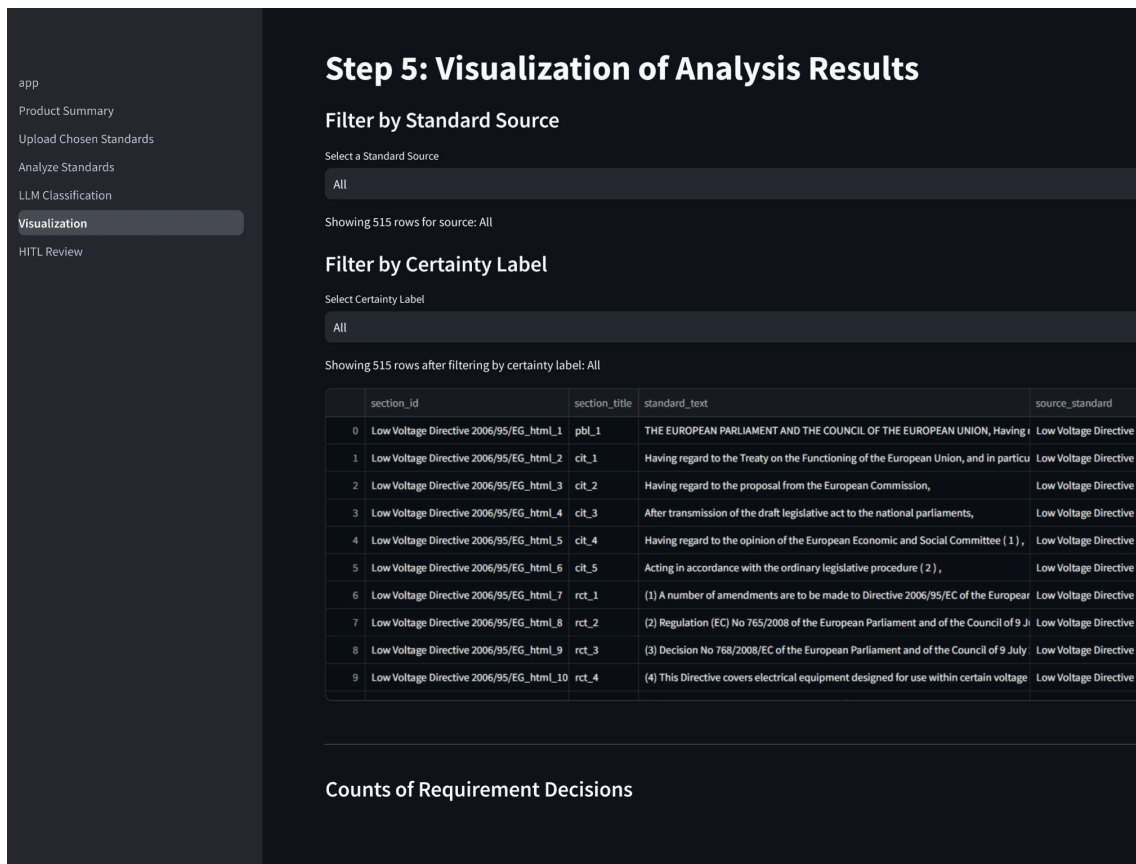 app
Product Summary
Upload Chosen Standards
Analyze Standards
LLM Classification
Visualization
HITL Review
Step 5: Visualization of Analysis Results
Filter by Standard Source
Select a Standard Source
All
Showing 515 rows for source: All
Filter by Certainty Label
Select Certainty Label
All
Showing 515 rows after filtering by certainty label: All
section_id section_title standard_text source_standard
0 Low Voltage Directive 2006/95/EG_html_1 pbl_1 THE EUROPEAN PARLIAMENT AND THE COUNCIL OF THE EUROPEAN UNION, Having Low Voltage Directive
1 Low Voltage Directive 2006/95/EG_html_2 cit_1 Having regard to the Treaty on the Functioning of the European Union, and in particu Low Voltage Directive
2 Low Voltage Directive 2006/95/EG_html_3 cit_2 Having regard to the proposal from the European Commission, Low Voltage Directive
3 Low Voltage Directive 2006/95/EG_html_4 cit_3 After transmission of the draft legislative act to the national parliaments, Low Voltage Directive
4 Low Voltage Directive 2006/95/EG_html_5 cit_4 Having regard to the opinion of the European Economic and Social Committee ( 1 ) , Low Voltage Directive
5 Low Voltage Directive 2006/95/EG_html_6 cit_5 Acting in accordance with the ordinary legislative procedure ( 2 ) , Low Voltage Directive
6 Low Voltage Directive 2006/95/EG_html_7 rct_1 (1) A number of amendments are to be made to Directive 2006/95/EC of the European Low Voltage Directive
7 Low Voltage Directive 2006/95/EG_html_8 rct_2 (2) Regulation (EC) No 765/2008 of the European Parliament and of the Council of 9 Low Voltage Directive
8 Low Voltage Directive 2006/95/EG_html_9 rct_3 (3) Decision No 768/2008/EC of the European Parliament and of the Council of 9 July Low Voltage Directive
9 Low Voltage Directive 2006/95/EG_html_10 rct_4 (4) This Directive covers electrical equipment designed for use within certain voltage Low Voltage Directive
Counts of Requirement Decisions